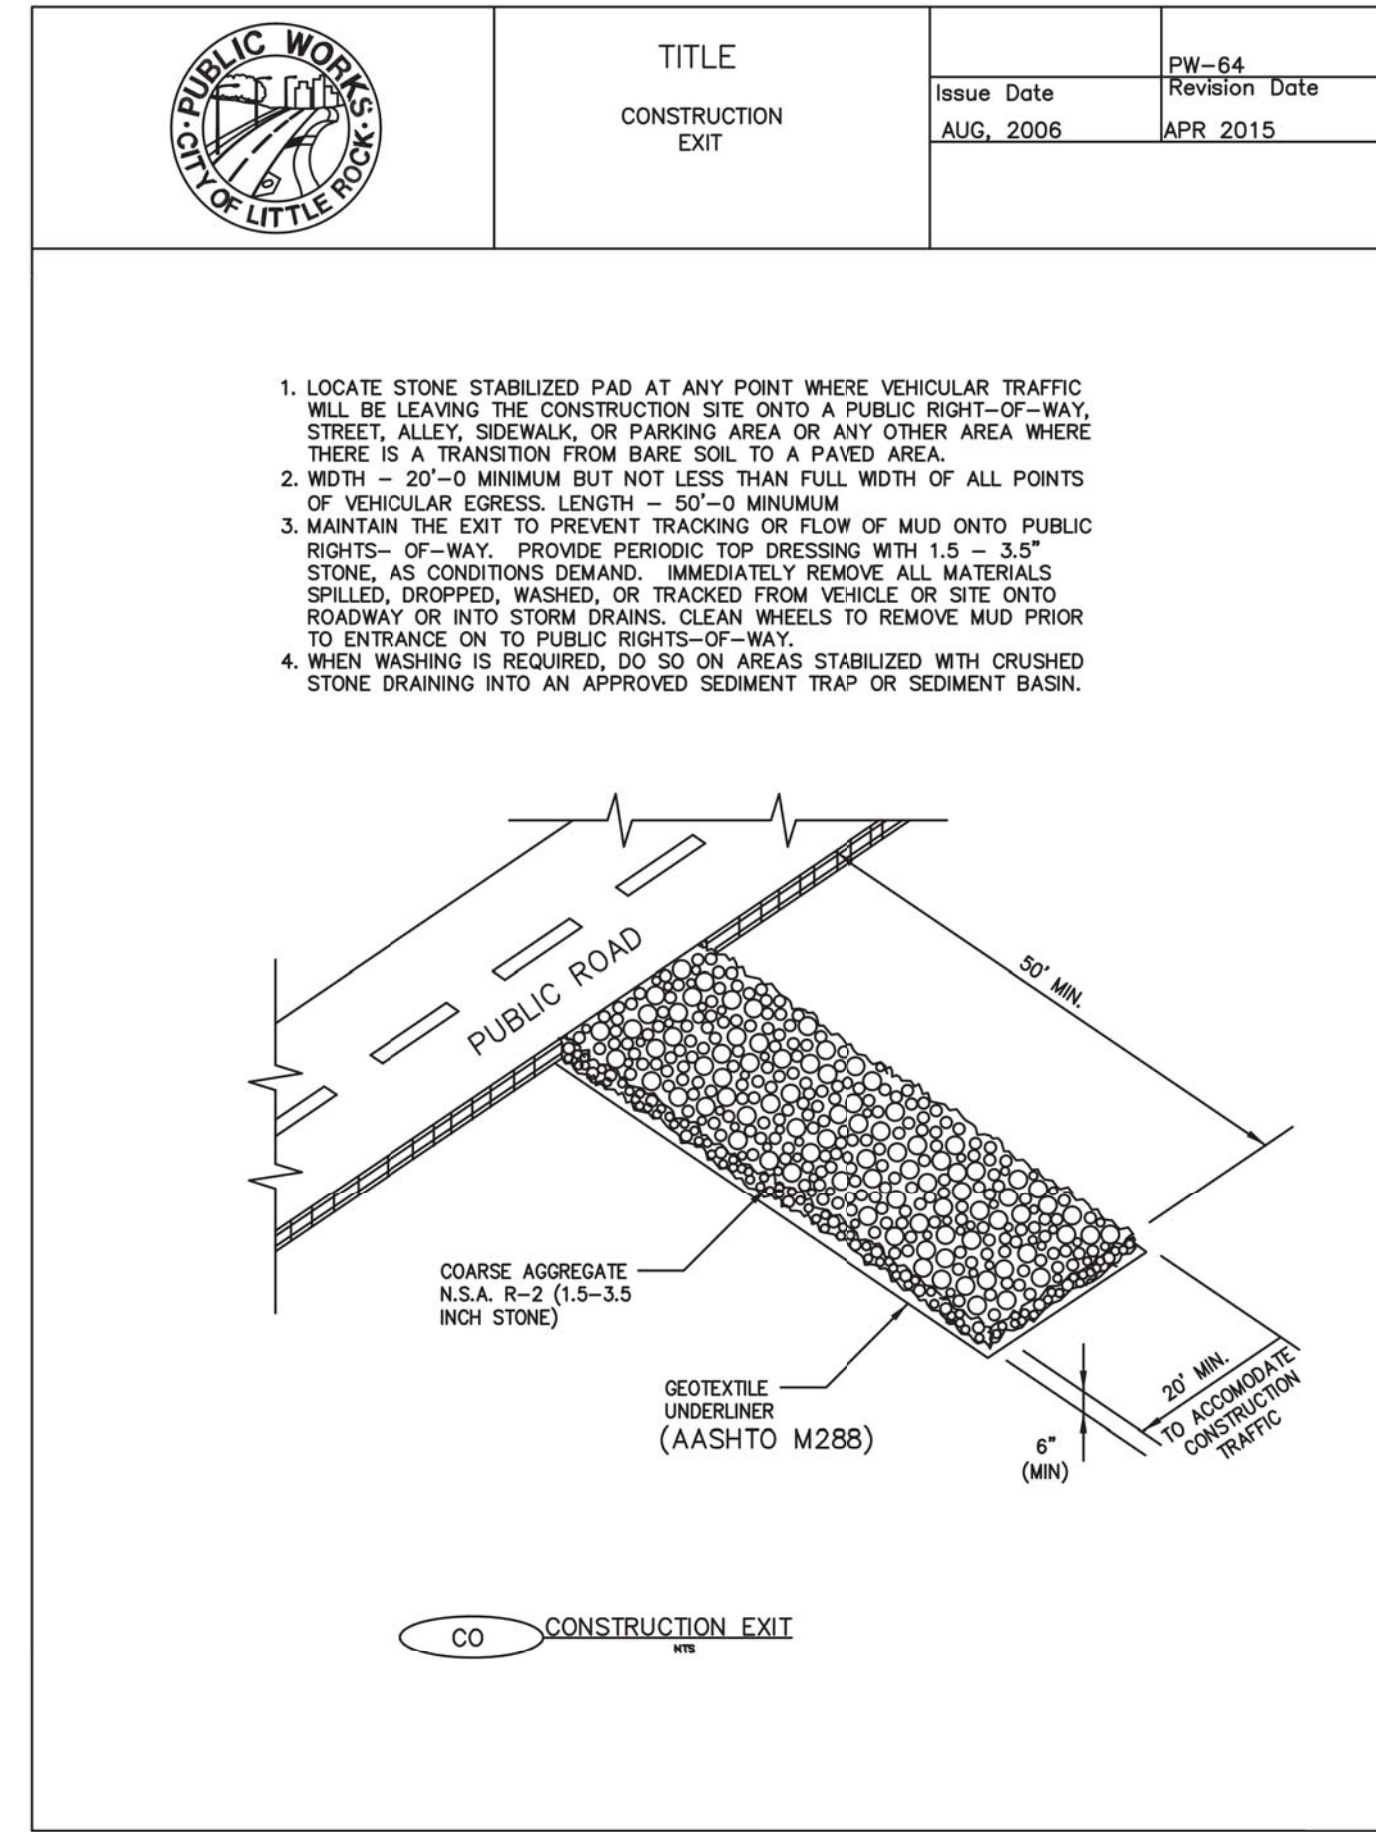 PUBLIC WORKS
CITY OF LITTLE ROCK
TITLE
CONSTRUCTION
EXIT
PW-64
Issue Date
AUG, 2006
Revision Date
APR 2015
1. LOCATE STONE STABILIZED PAD AT ANY POINT WHERE VEHICULAR TRAFFIC
WILL BE LEAVING THE CONSTRUCTION SITE ONTO A PUBLIC RIGHT-OF-WAY,
STREET, ALLEY, SIDEWALK, OR PARKING AREA OR ANY OTHER AREA WHERE
THERE IS A TRANSITION FROM BARE SOIL TO A PAVED AREA.
2. WIDTH - 20'-0 MINIMUM BUT NOT LESS THAN FULL WIDTH OF ALL POINTS
OF VEHICULAR EGRESS. LENGTH - 50'-0 MINUMUM
3. MAINTAIN THE EXIT TO PREVENT TRACKING OR FLOW OF MUD ONTO PUBLIC
RIGHTS- OF-WAY. PROVIDE PERIODIC TOP DRESSING WITH 1.5 - 3.5"
STONE, AS CONDITIONS DEMAND. IMMEDIATELY REMOVE ALL MATERIALS
SPILLED, DROPPED, WASHED, OR TRACKED FROM VEHICLE OR SITE ONTO
ROADWAY OR INTO STORM DRAINS. CLEAN WHEELS TO REMOVE MUD PRIOR
TO ENTRANCE ON TO PUBLIC RIGHTS-OF-WAY.
4. WHEN WASHING IS REQUIRED, DO SO ON AREAS STABILIZED WITH CRUSHED
STONE DRAINING INTO AN APPROVED SEDIMENT TRAP OR SEDIMENT BASIN.
PUBLIC ROAD
50' MIN.
COARSE AGGREGATE
N.S.A. R-2 (1.5-3.5
INCH STONE)
GEOTEXTILE
UNDERLINER
(AASHTO M288)
6"
(MIN)
20' MIN.
TO ACCOMODATE
CONSTRUCTION
TRAFFIC
CO
CONSTRUCTION EXIT
NTS